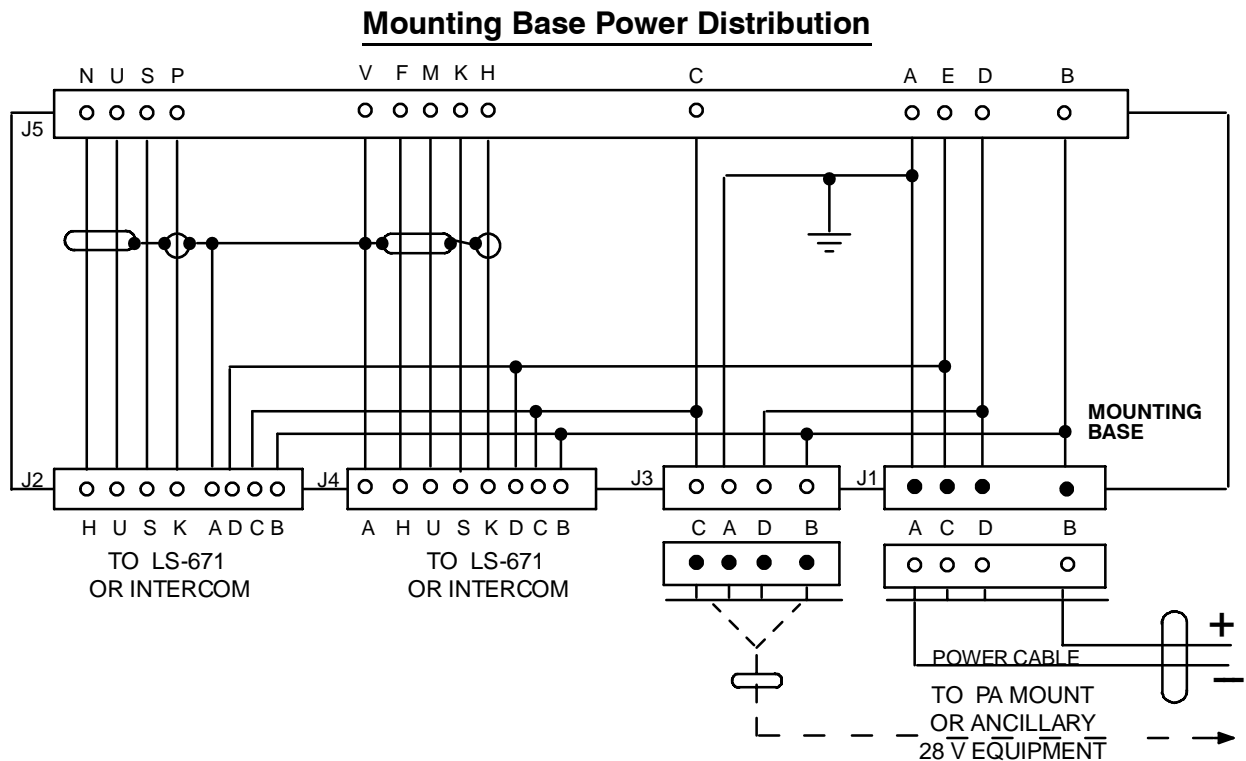 Mounting Base Power Distribution
N U S P V F M K H C A E D B
J5
MOUNTING
BASE
J2 J4 J3 J1
H U S K A D C B A H U S K D C B C A D B A C D B
TO LS-671
OR INTERCOM
TO LS-671
OR INTERCOM
+
POWER CABLE
−
TO PA MOUNT
OR ANCILLARY
28 V EQUIPMENT